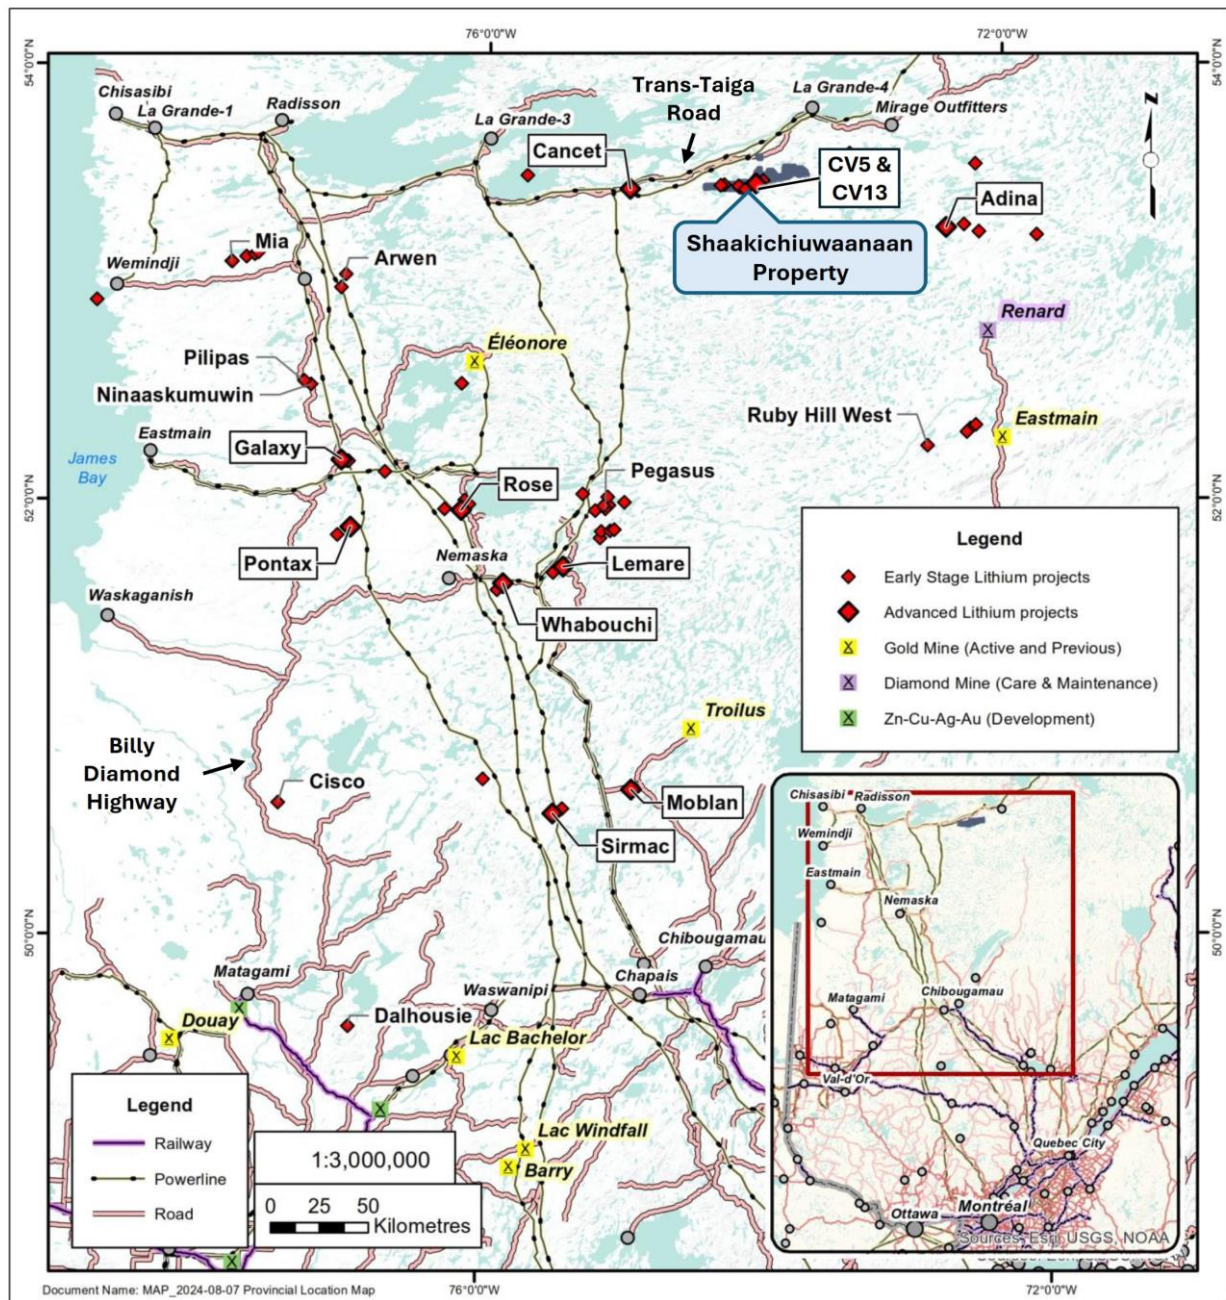 76°0'0"W
72°0'0"W
54°0'0"N
54°0'0"N
Chisasibi
La Grande-1
Radisson
La Grande-3
Trans-Taiga
Road
La Grande-4
Mirage Outfitters
Cancet
CV5 &
CV13
Adina
Shaakichiuwaanaan
Property
Mia
Wemindji
Arwen
Renard
Éléonore
Pilipas
Ninaaskumuwin
Ruby Hill West
Eastmain
Eastmain
James
Bay
Galaxy
Rose
Pegasus
52°0'0"N
52°0'0"N
Pontax
Nemaska
Lemare
Whabouchi
Waskaganish
Legend
Early Stage Lithium projects
Advanced Lithium projects
Gold Mine (Active and Previous)
Diamond Mine (Care & Maintenance)
Zn-Cu-Ag-Au (Development)
Troilus
Billy
Diamond
Highway
Cisco
Moblan
Sirmac
Chisasibi
Radisson
Wemindji
Eastmain
Nemaska
Chibougamau
Matagami
Val-d'Or
Quebec City
Ottawa
Montréal
Sources: Esri, USGS, NOAA
50°0'0"N
50°0'0"N
Matagami
Chibougamau
Chapais
Waswanipi
Douay
Dalhousie
Lac Bachelor
Lac Windfall
Barry
Legend
Railway
Powerline
Road
1:3,000,000
0 25 50
Kilometres
N
Document Name: MAP_2024-08-07 Provincial Location Map
76°0'0"W
72°0'0"W